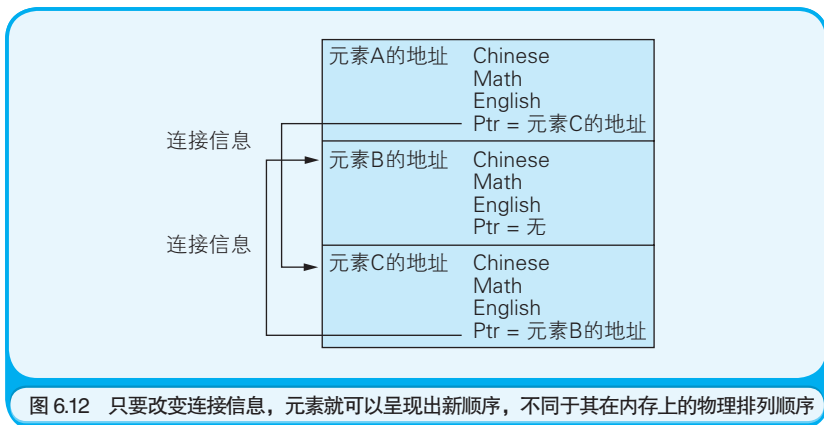 元素A的地址 Chinese
Math
English
Ptr = 元素C的地址
连接信息
元素B的地址 Chinese
Math
English
Ptr = 无
连接信息
元素C的地址 Chinese
Math
English
Ptr = 元素B的地址
图 6.12 只要改变连接信息，元素就可以呈现出新顺序，不同于其在内存上的物理排列顺序